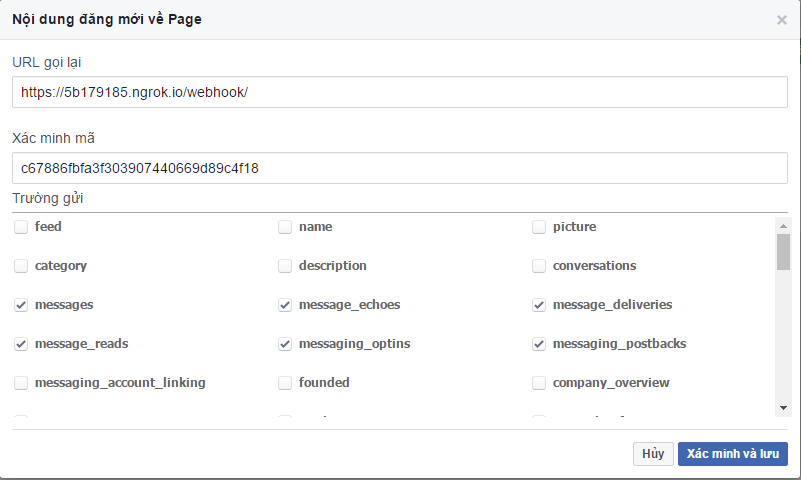 Nội dung đăng mới về Page
URL gọi lại
https://5b179185.ngrok.io/webhook/
Xác minh mã
c67886fbfa3f303907440669d89c4f18
Trường gửi
feed name picture
category description conversations
messages message_echoes message_deliveries
message_reads messaging_optins messaging_postbacks
messaging_account_linking founded company_overview
Hủy Xác minh và lưu